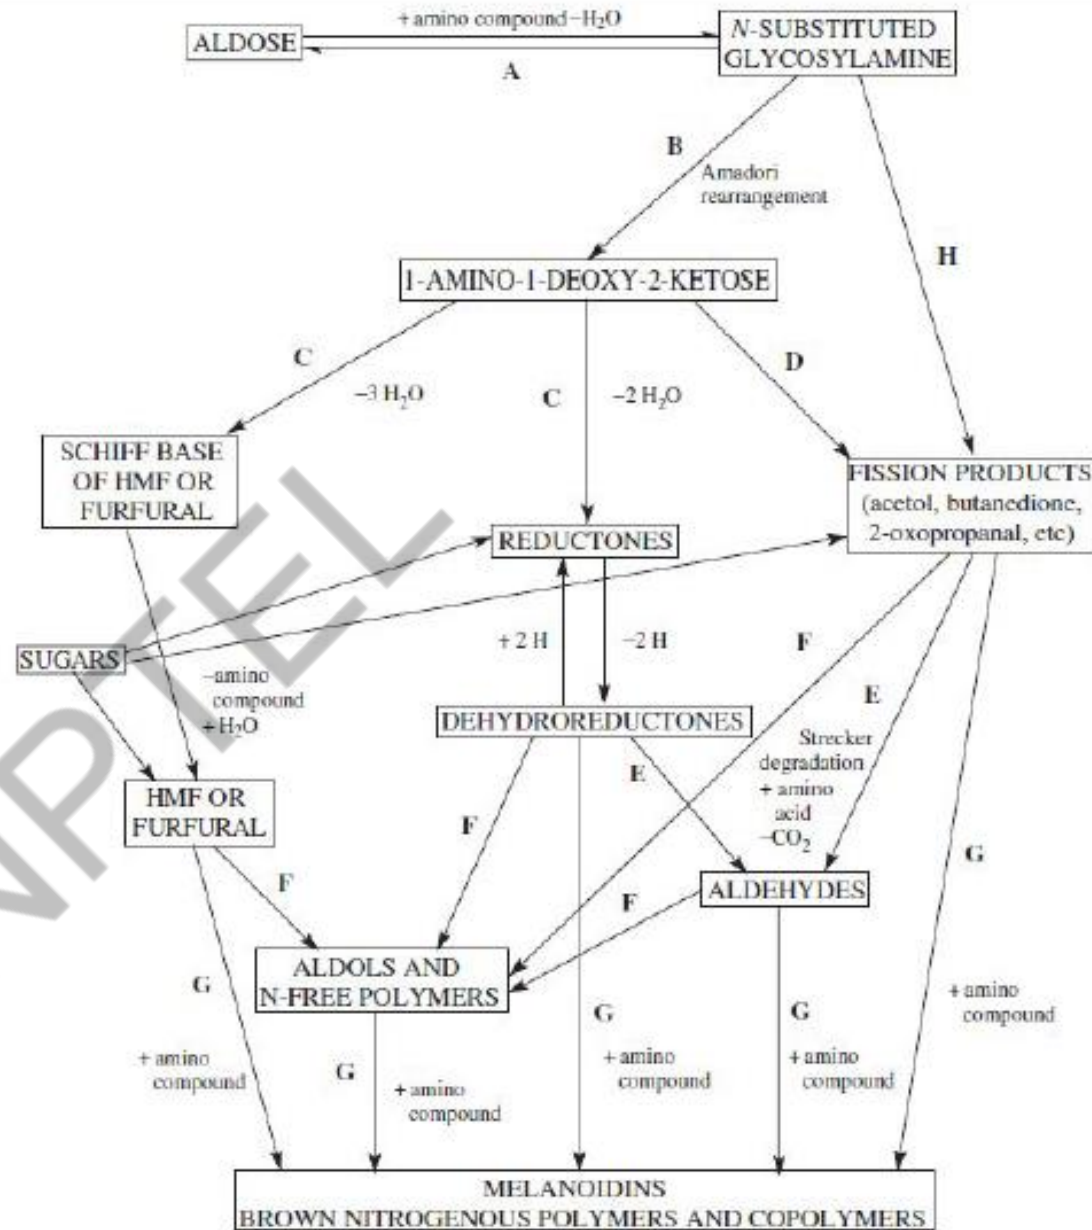 + amino compound–H₂O
ALDOSE
A
N-SUBSTITUTED
GLYCOSYLAMINE
B
Amadori
rearrangement
H
1-AMINO-1-DEOXY-2-KETOSE
C
–3 H₂O
C
–2 H₂O
D
SCHIFF BASE
OF HMF OR
FURFURAL
FISSION PRODUCTS
(acetol, butanedione,
2-oxopropanal, etc)
REDUCTONES
SUGARS
–amino
compound
+ H₂O
+ 2 H
–2 H
F
E
DEHYDROREDUCTONES
Strecker
degradation
+ amino
acid
–CO₂
E
HMF OR
FURFURAL
F
F
G
ALDEHYDES
F
ALDOLS AND
N-FREE POLYMERS
G
+ amino
compound
G
+ amino
compound
G
+ amino
compound
G
+ amino
compound
+ amino
compound
MELANOIDINS
BROWN NITROGENOUS POLYMERS AND COPOLYMERS
NPTEL